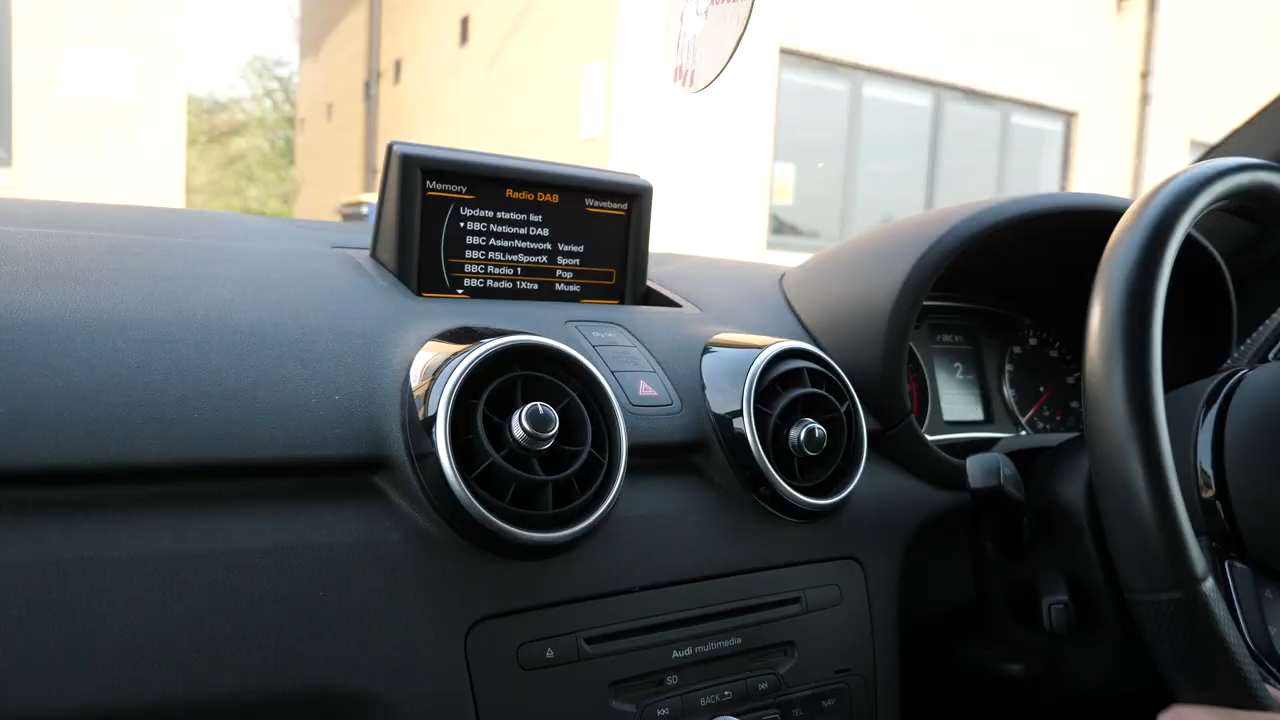 Memory
Radio DAB
Waveband
Update station list
BBC National DAB
BBC AsianNetwork Varied
BBC R5LiveSportX Sport
BBC Radio 1 Pop
BBC Radio 1Xtra Music
2
Audi multimedia
SD
BACK
TEL
NAV